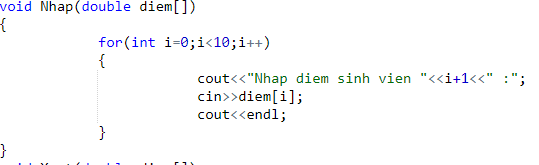 void Nhap(double diem[])
{
for(int i=0;i<10;i++)
{
cout<<"Nhap diem sinh vien "<<i+1<<" :";
cin>>diem[i];
cout<<endl;
}
}